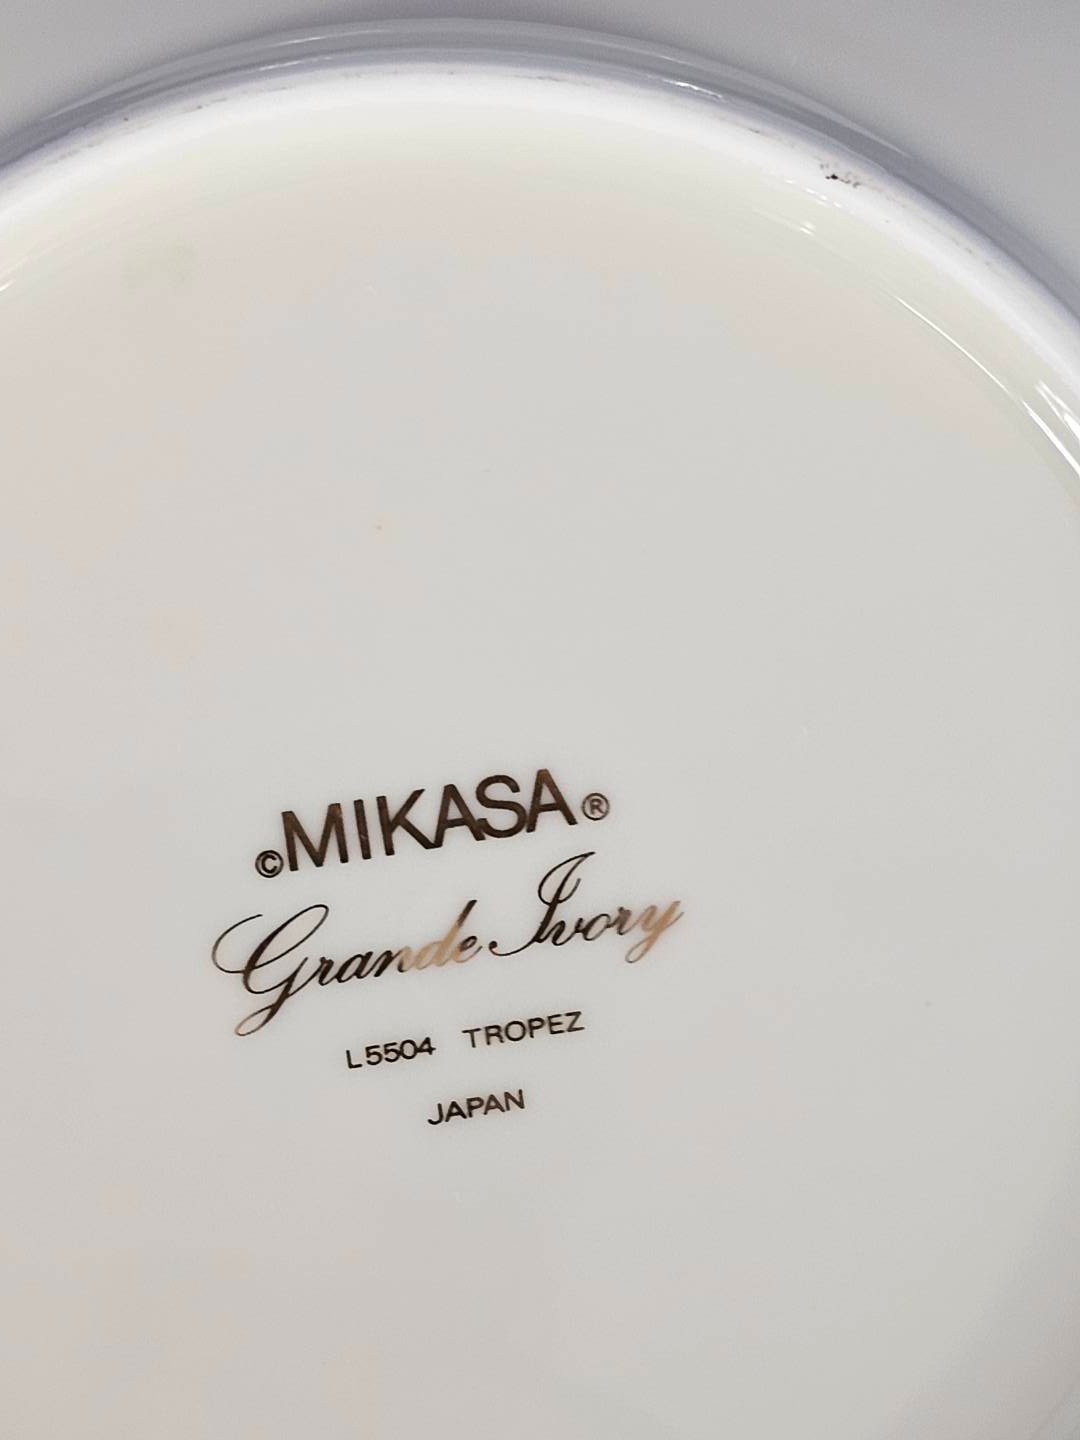 ©MIKASA®
Grande Ivory
L5504 TROPEZ
JAPAN